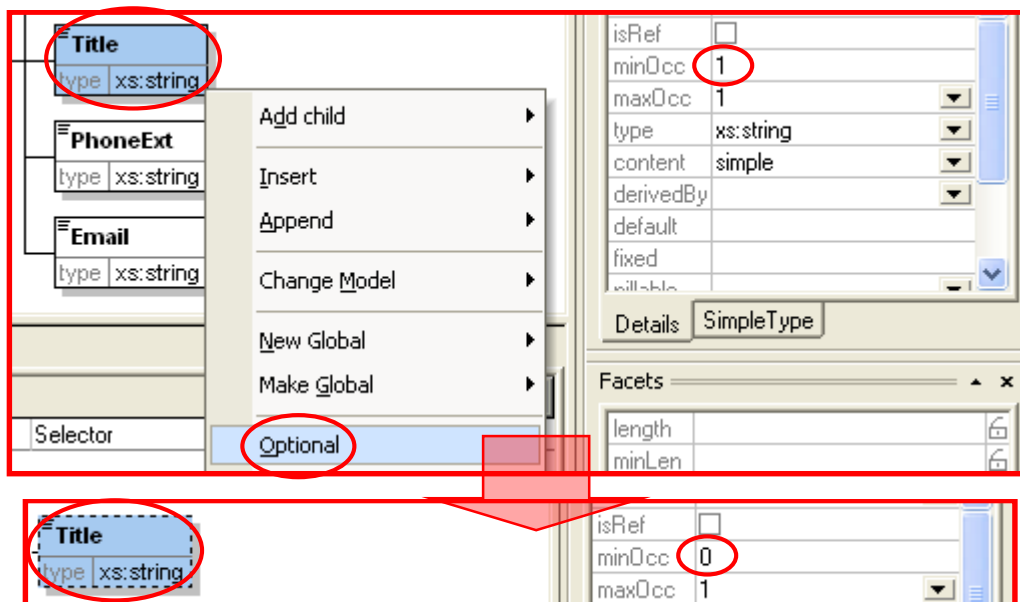 Title
type xs:string
PhoneExt
type xs:string
Email
type xs:string
Add child
Insert
Append
Change Model
New Global
Make Global
Optional
Selector
isRef
minOcc 1
maxOcc 1
type xs:string
content simple
derivedBy
default
fixed
nillable
Details SimpleType
Facets
length
minLen
Title
type xs:string
isRef
minOcc 0
maxOcc 1